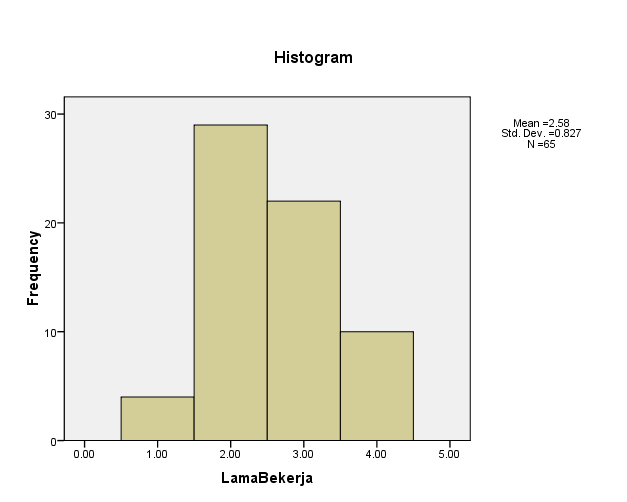 Histogram
Mean =2.58
Std. Dev. =0.827
N =65
Frequency
30
20
10
0
0.00 1.00 2.00 3.00 4.00 5.00
LamaBekerja